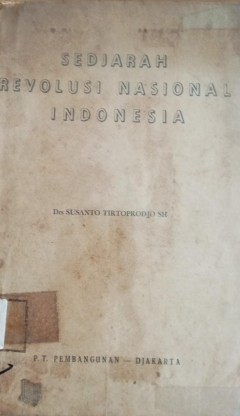 SEDJARAH
REVOLUSI NASIONAL
INDONESIA
Drs SUSANTO TIRTOPRODJO SH
P.T. PEMBANGUNAN — DJAKARTA